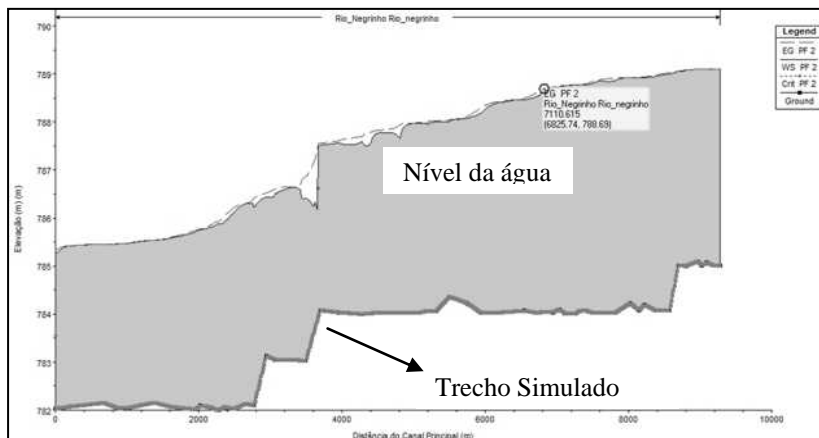 Rio_Negrinho Rio_negrinho
790
789
788
787
786
785
784
783
782
Elevação (m) (m)
Legend
EG PF 2
WS PF 2
Crit PF 2
Ground
EG PF 2
Rio_Negrinho Rio_negrinho
7110.615
(6825.74, 788.69)
Nível da água
Trecho Simulado
0
2000
4000
6000
8000
10000
Distância do Canal Principal (m)